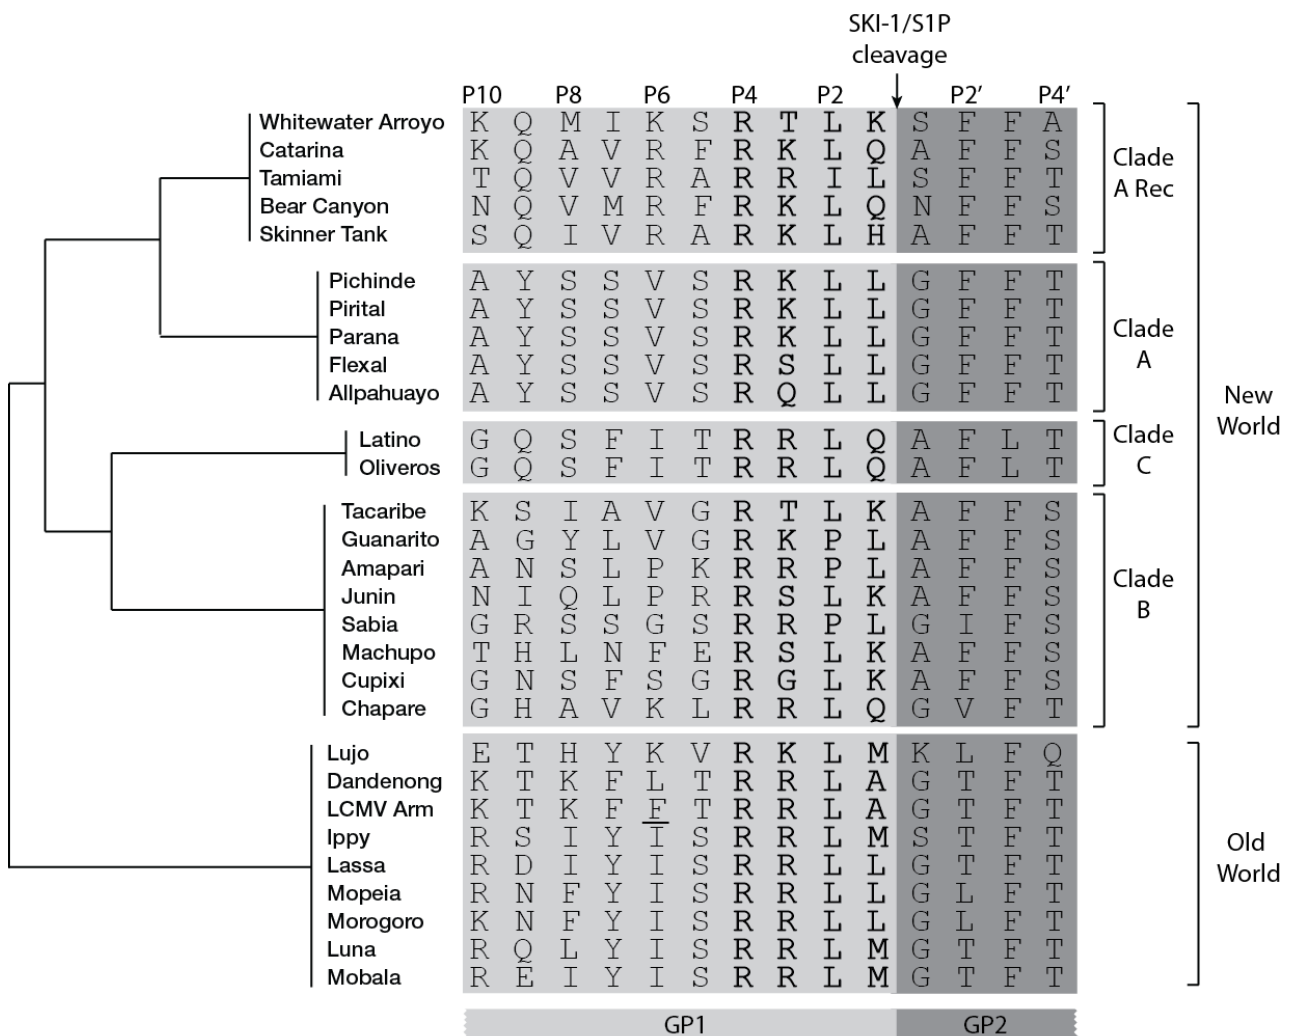 SKI-1/S1P
cleavage
P10 P8 P6 P4 P2 P2’ P4’
Whitewater Arroyo K Q M I K S R T L K S F F A
Catarina K Q A V R F R K L Q A F F S
Tamiami T Q V V R A R R I L S F F T
Bear Canyon N Q V M R F R K L Q N F F S
Skinner Tank S Q I V R A R K L H A F F T
Clade
A Rec
Pichinde A Y S S V S R K L L G F F T
Pirital A Y S S V S R K L L G F F T
Parana A Y S S V S R K L L G F F T
Flexal A Y S S V S R S L L G F F T
Allpahuayo A Y S S V S R Q L L G F F T
Clade
A
Latino G Q S F I T R R L Q A F L T
Oliveros G Q S F I T R R L Q A F L T
Clade
C
Tacaribe K S I A V G R T L K A F F S
Guanarito A G Y L V G R K P L A F F S
Amapari A N S L P K R R P L A F F S
Junin N I Q L P R R S L K A F F S
Sabia G R S S G S R R P L G I F S
Machupo T H L N F E R S L K A F F S
Cupixi G N S F S G R G L K A F F S
Chapare G H A V K L R R L Q G V F T
Clade
B
New
World
Lujo E T H Y K V R K L M K L F Q
Dandenong K T K F L T R R L A G T F T
LCMV Arm K T K F F T R R L A G T F T
Ippy R S I Y I S R R L M S T F T
Lassa R D I Y I S R R L L G T F T
Mopeia R N F Y I S R R L L G L F T
Morogoro K N F Y I S R R L L G L F T
Luna R Q L Y I S R R L M G T F T
Mobala R E I Y I S R R L M G T F T
Old
World
GP1 GP2